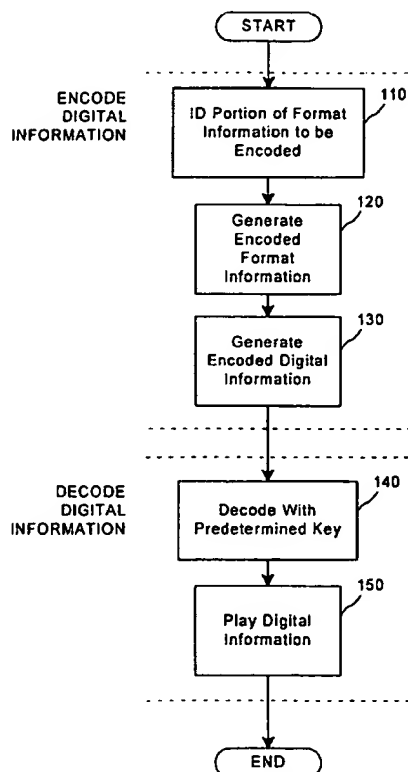 START
ENCODE
DIGITAL
INFORMATION
ID Portion of Format
Information to be
Encoded
110
Generate
Encoded
Format
Information
120
Generate
Encoded Digital
Information
130
DECODE
DIGITAL
INFORMATION
Decode With
Predetermined Key
140
Play Digital
Information
150
END